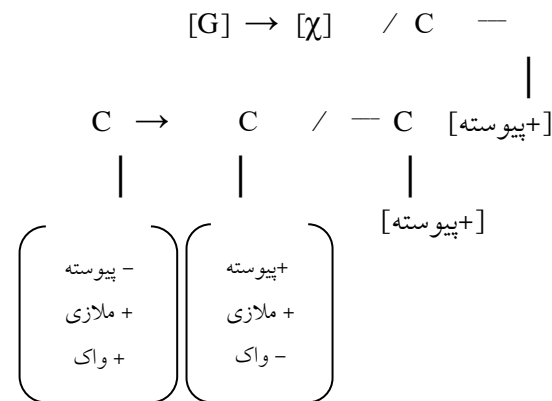 [G] → [χ] / C —
[+پیوسته]
C → C / — C
[+پیوسته]
– پیوسته
+ ملازی
+ واک
+پیوسته
+ ملازی
– واک